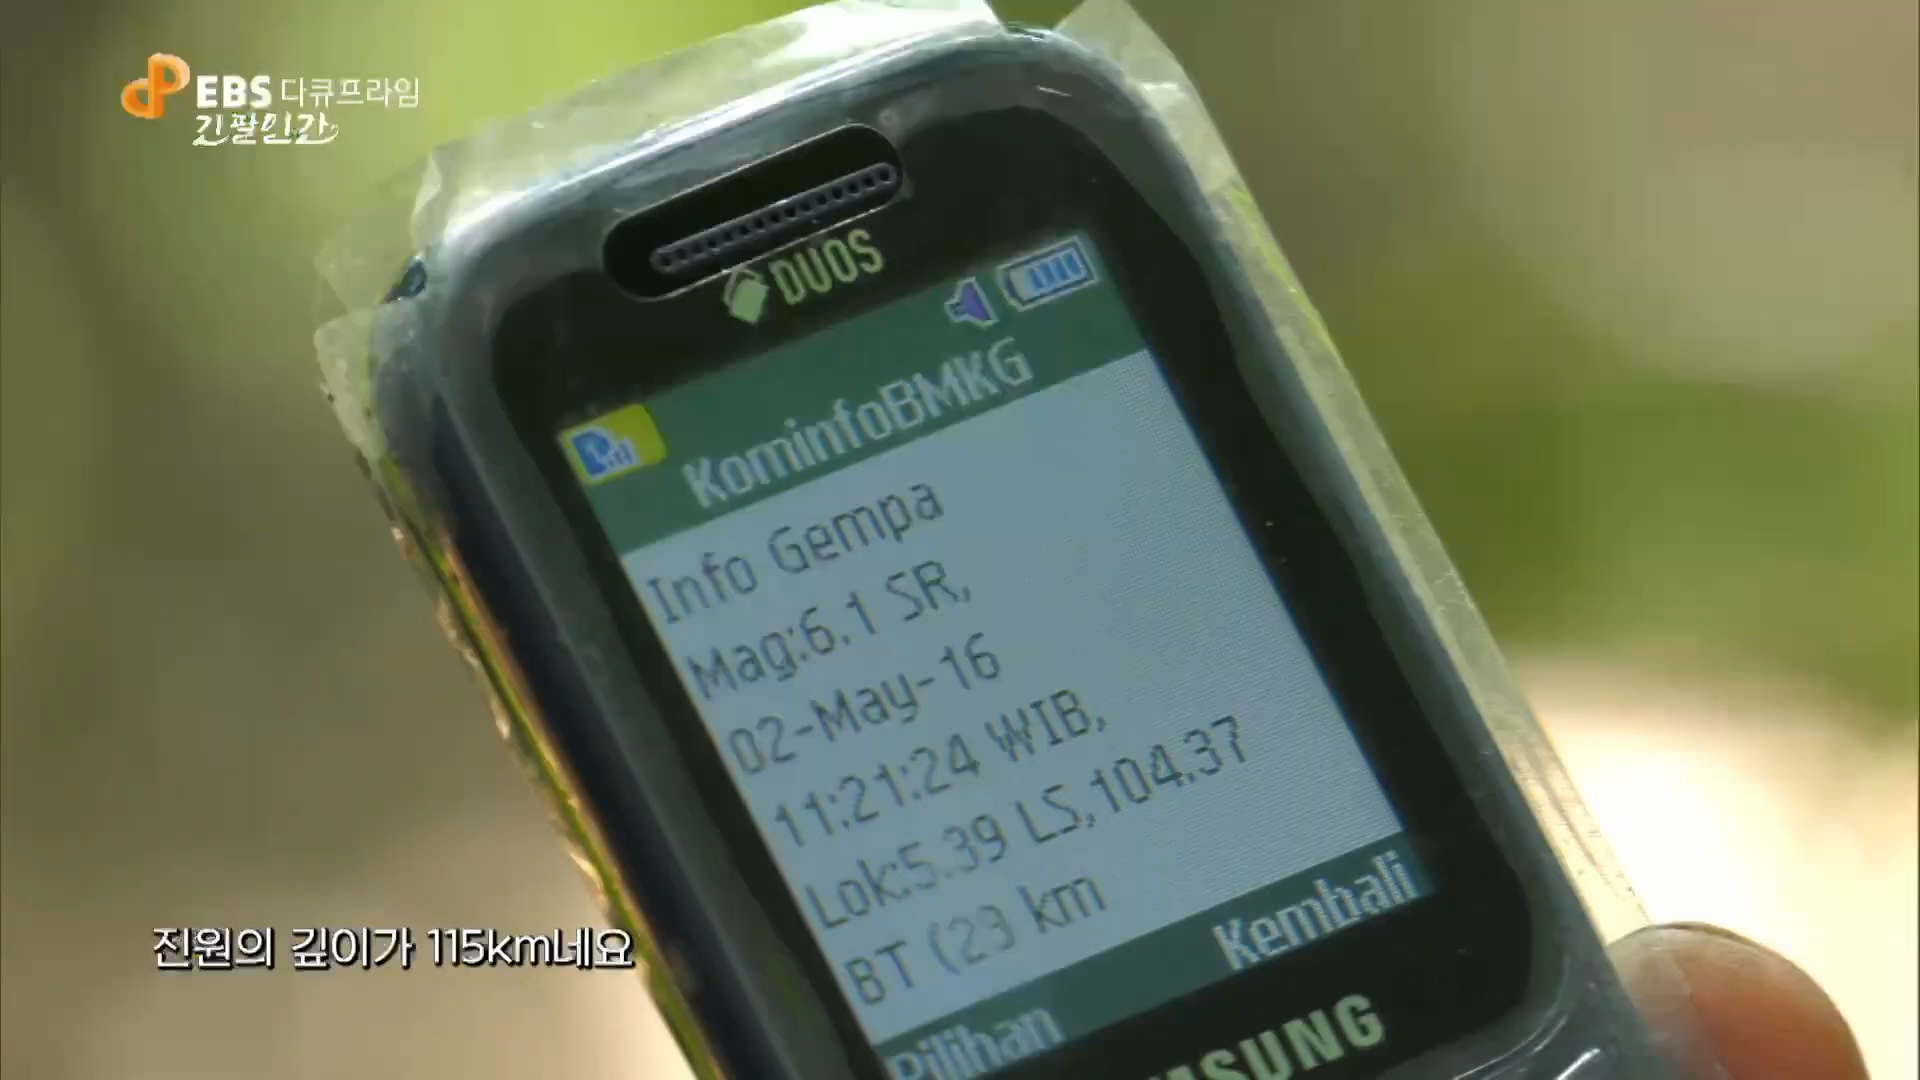 EBS 다큐프라임
긴팔인간
DUOS
KominfoBMKG
Info Gempa
Mag:6.1 SR,
02-May-16
11:21:24 WIB,
Lok:5.39 LS,104.37
BT (23 km
Pilihan Kembali
SAMSUNG
진원의 깊이가 115km네요